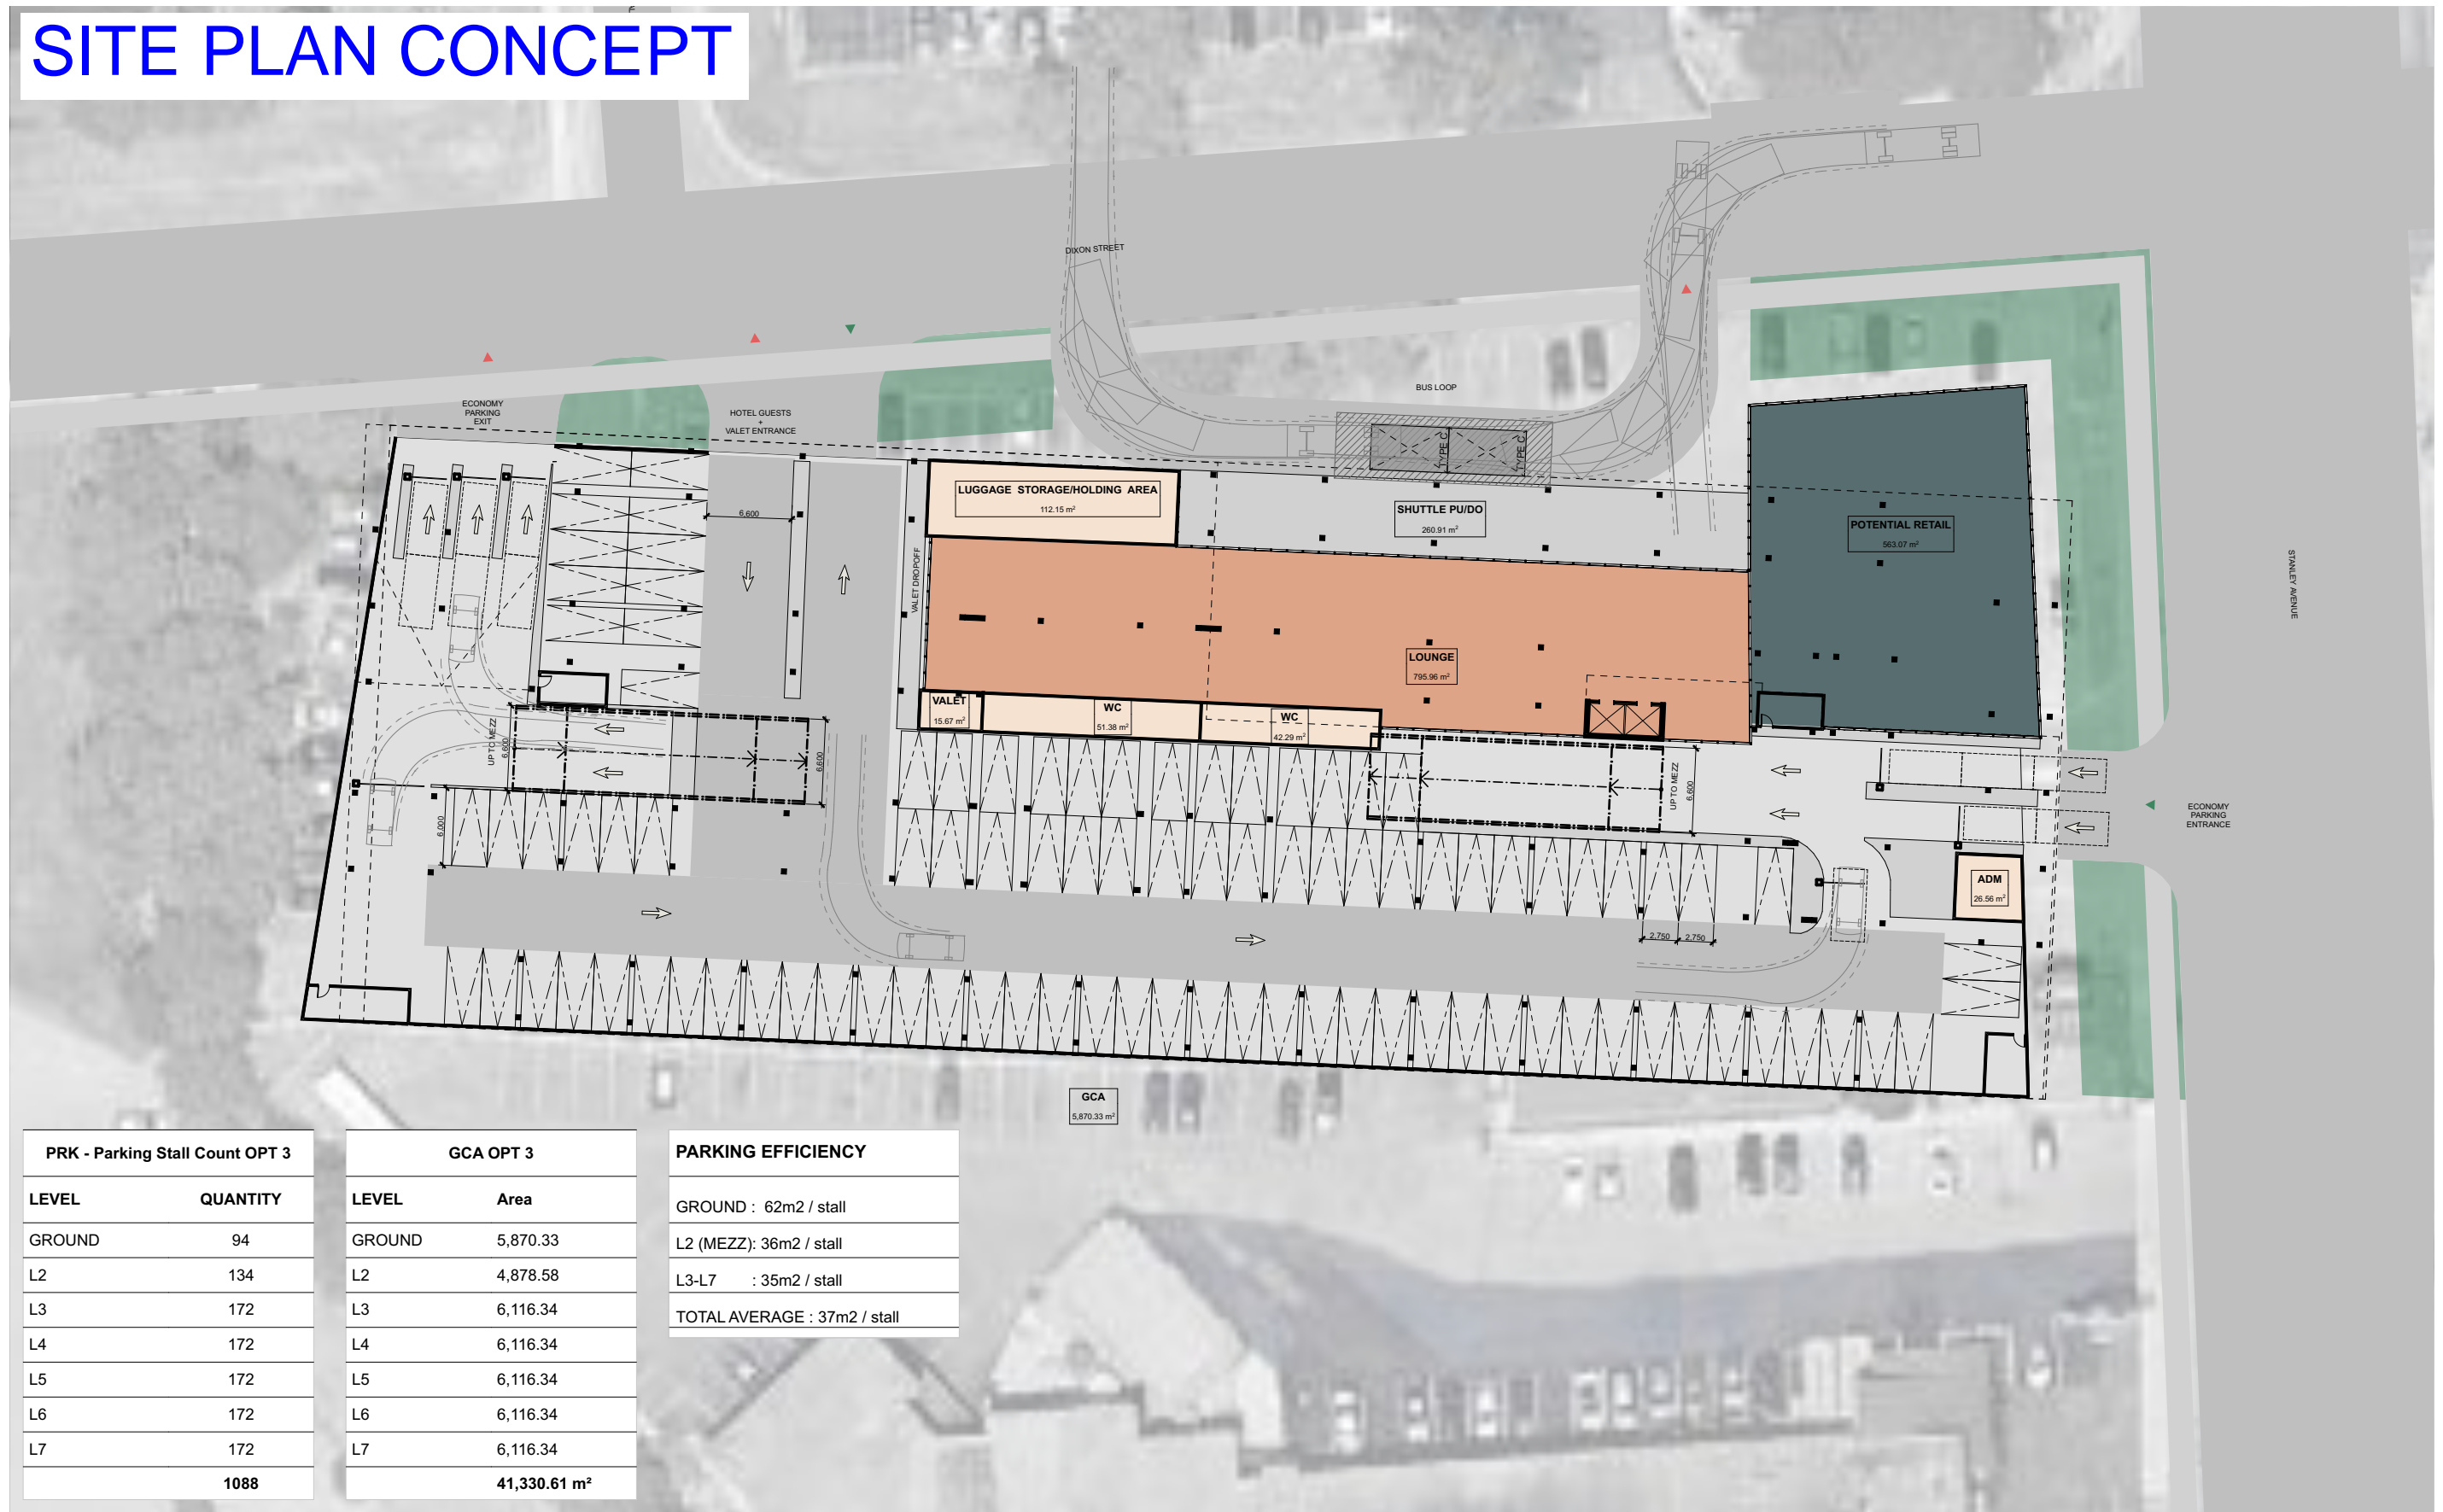 SITE PLAN CONCEPT
DIXON STREET
BUS LOOP
ECONOMY
PARKING
EXIT
HOTEL GUESTS
+
VALET ENTRANCE
TYPE C
TYPE C
LUGGAGE STORAGE/HOLDING AREA
112.15 m²
SHUTTLE PU/DO
260.91 m²
POTENTIAL RETAIL
563.07 m²
6,600
VALET DROPOFF
STANLEY AVENUE
LOUNGE
795.96 m²
VALET
15.67 m²
WC
51.38 m²
WC
42.29 m²
UP TO MEZZ
6,600
6,600
UP TO MEZZ
6,600
ECONOMY
PARKING
ENTRANCE
6,000
ADM
26.56 m²
2,750
2,750
GCA
5,870.33 m²
PRK - Parking Stall Count OPT 3
LEVEL QUANTITY
GROUND 94
L2 134
L3 172
L4 172
L5 172
L6 172
L7 172
1088
GCA OPT 3
LEVEL Area
GROUND 5,870.33
L2 4,878.58
L3 6,116.34
L4 6,116.34
L5 6,116.34
L6 6,116.34
L7 6,116.34
41,330.61 m²
PARKING EFFICIENCY
GROUND : 62m2 / stall
L2 (MEZZ): 36m2 / stall
L3-L7 : 35m2 / stall
TOTAL AVERAGE : 37m2 / stall